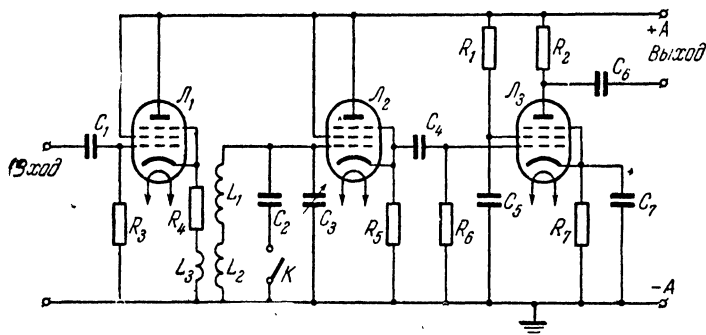 +A
Выход
R₁
R₂
C₆
Л₁
Л₂
Л₃
C₁
C₄
Вход
R₃
R₄
L₁
C₂
C₃
R₅
R₆
C₅
R₇
C₇
L₃
L₂
K
−A